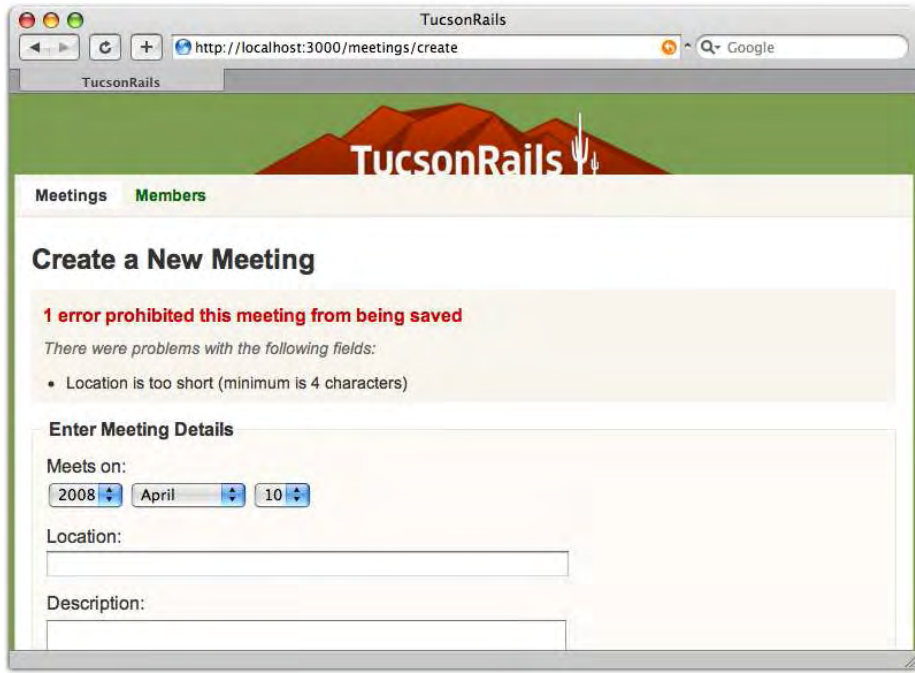 TucsonRails
http://localhost:3000/meetings/create
Google
TucsonRails
TucsonRails
Meetings Members
Create a New Meeting
1 error prohibited this meeting from being saved
There were problems with the following fields:
• Location is too short (minimum is 4 characters)
Enter Meeting Details
Meets on:
2008 April 10
Location:
Description: